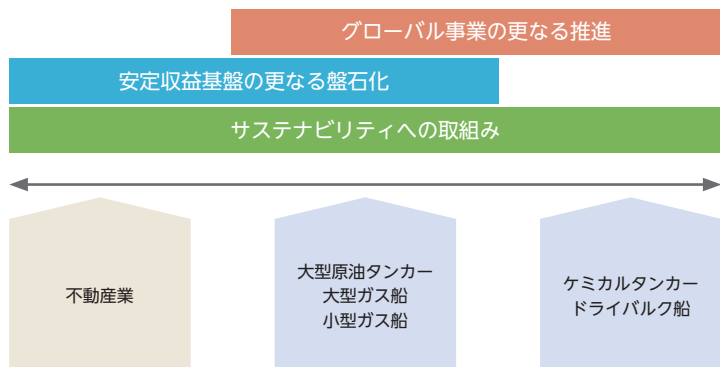 グローバル事業の更なる推進
安定収益基盤の更なる盤石化
サステナビリティへの取組み
不動産業
大型原油タンカー
大型ガス船
小型ガス船
ケミカルタンカー
ドライバルク船